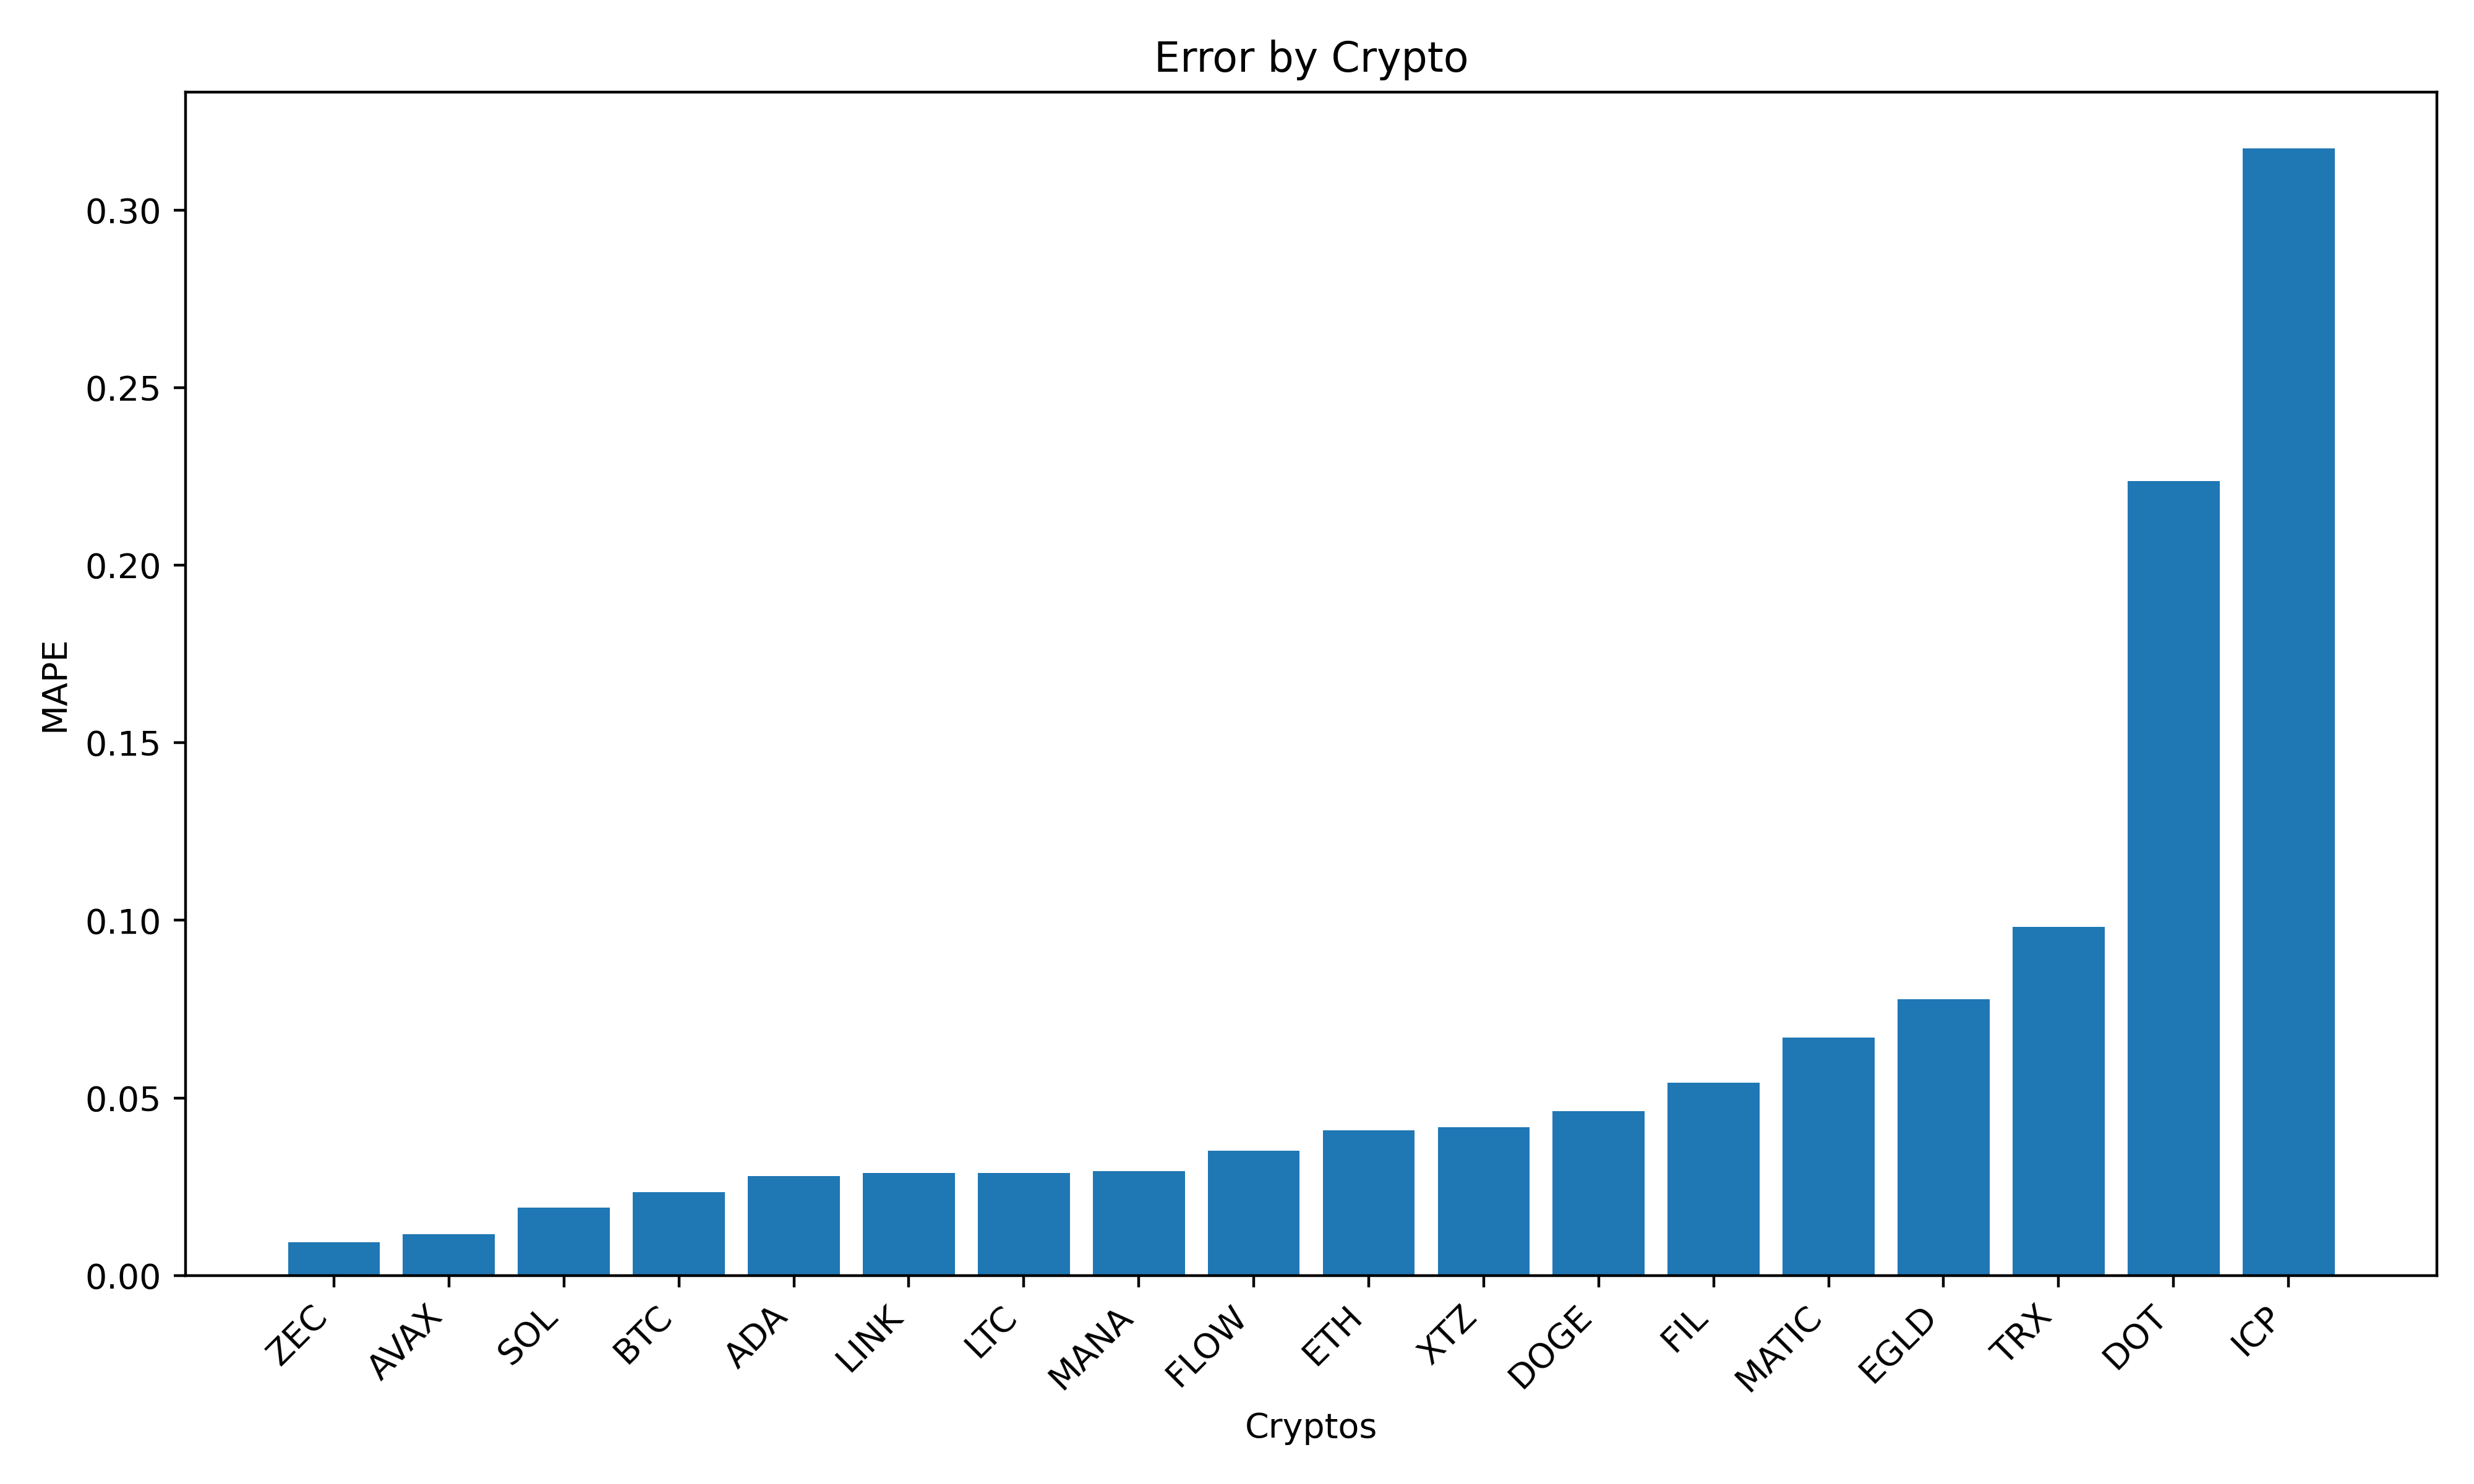 Error by Crypto
MAPE
0.30
0.25
0.20
0.15
0.10
0.05
0.00
ZEC
AVAX
SOL
BTC
ADA
LINK
LTC
MANA
FLOW
ETH
XTZ
DOGE
FIL
MATIC
EGLD
TRX
DOT
ICP
Cryptos